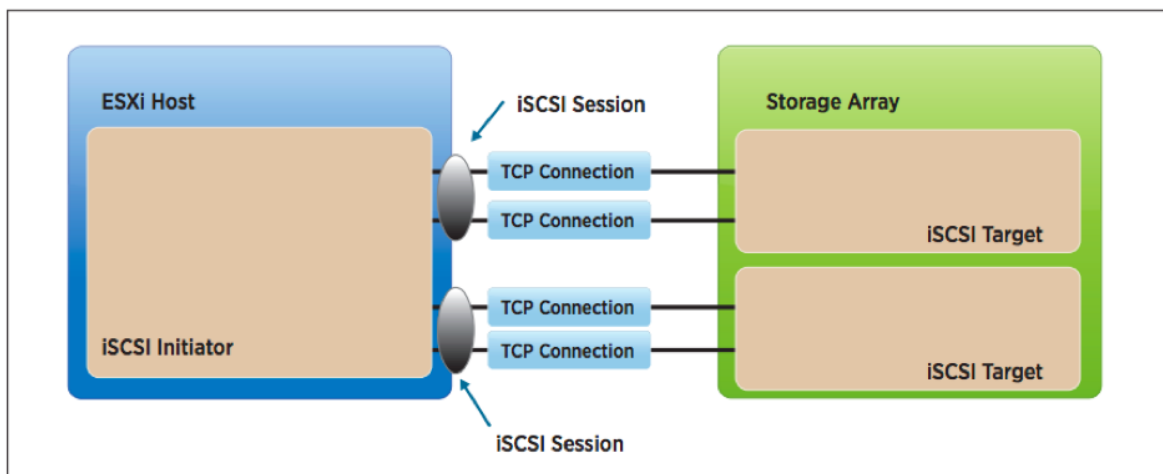 ESXi Host
iSCSI Session
Storage Array
TCP Connection
TCP Connection
iSCSI Target
TCP Connection
TCP Connection
iSCSI Initiator
iSCSI Target
iSCSI Session